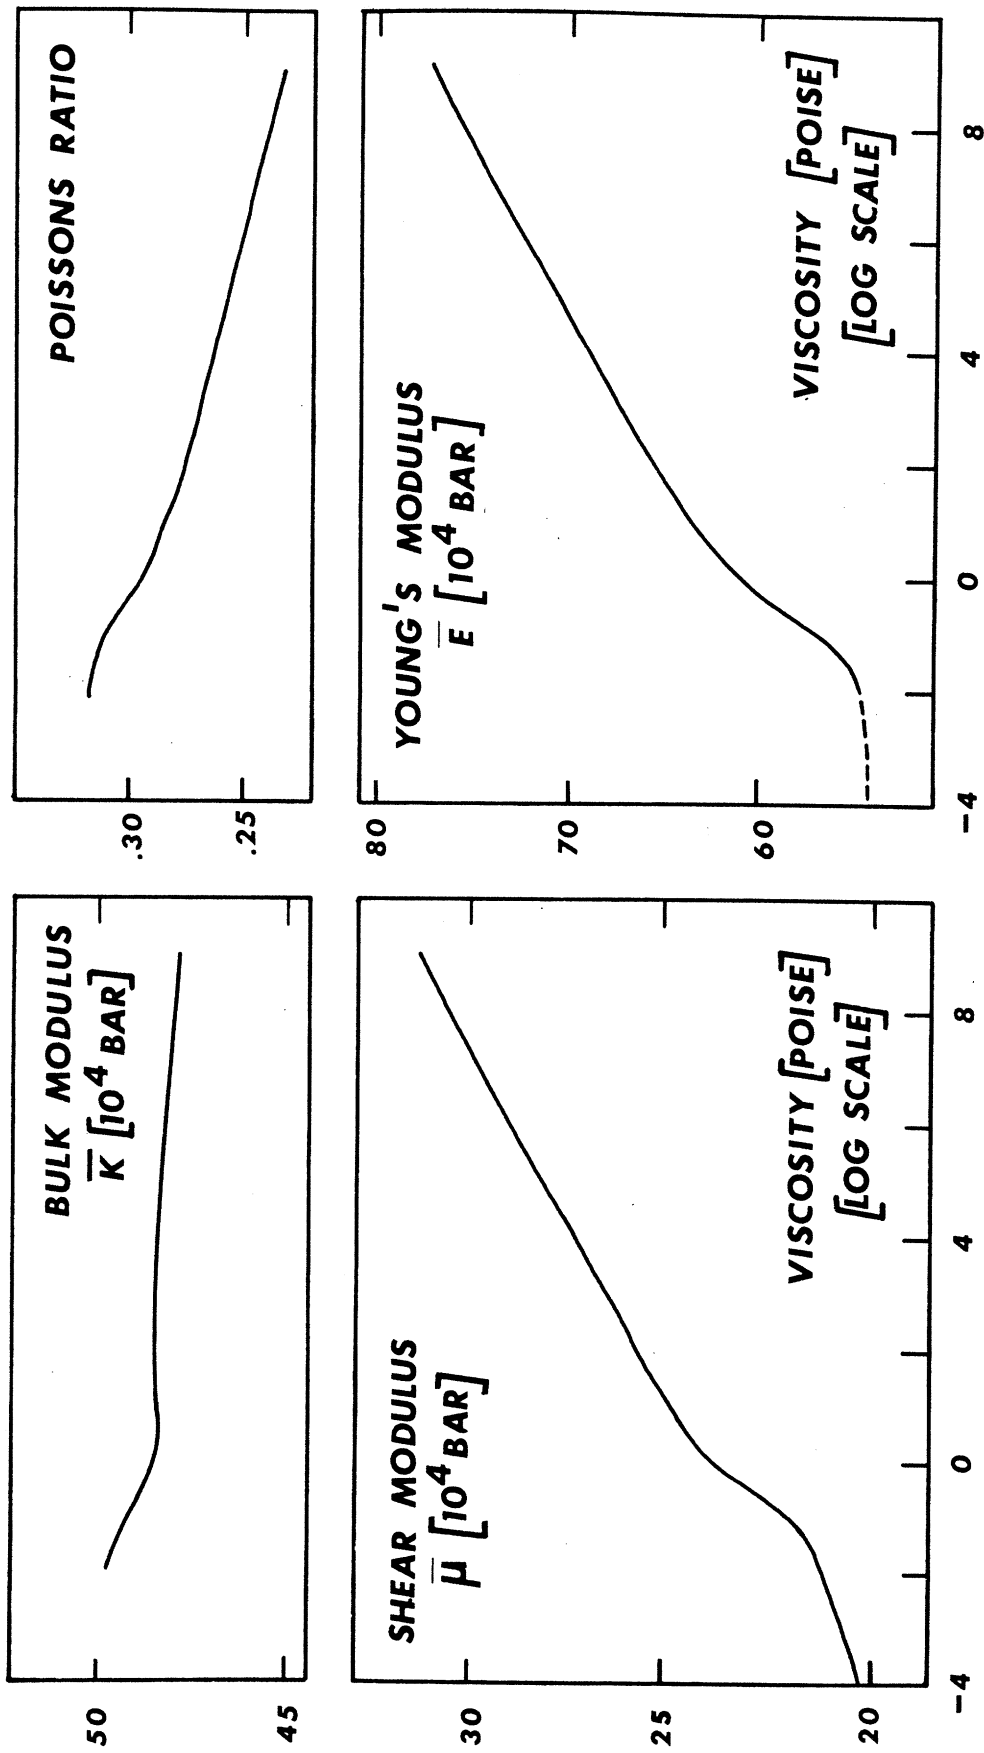 BULK MODULUS
K̅ [10⁴ BAR]
50
45
POISSONS RATIO
.30
.25
SHEAR MODULUS
μ̅ [10⁴ BAR]
30
25
20
VISCOSITY [POISE]
[LOG SCALE]
-4
0
4
8
YOUNG'S MODULUS
E̅ [10⁴ BAR]
80
70
60
VISCOSITY [POISE]
[LOG SCALE]
-4
0
4
8